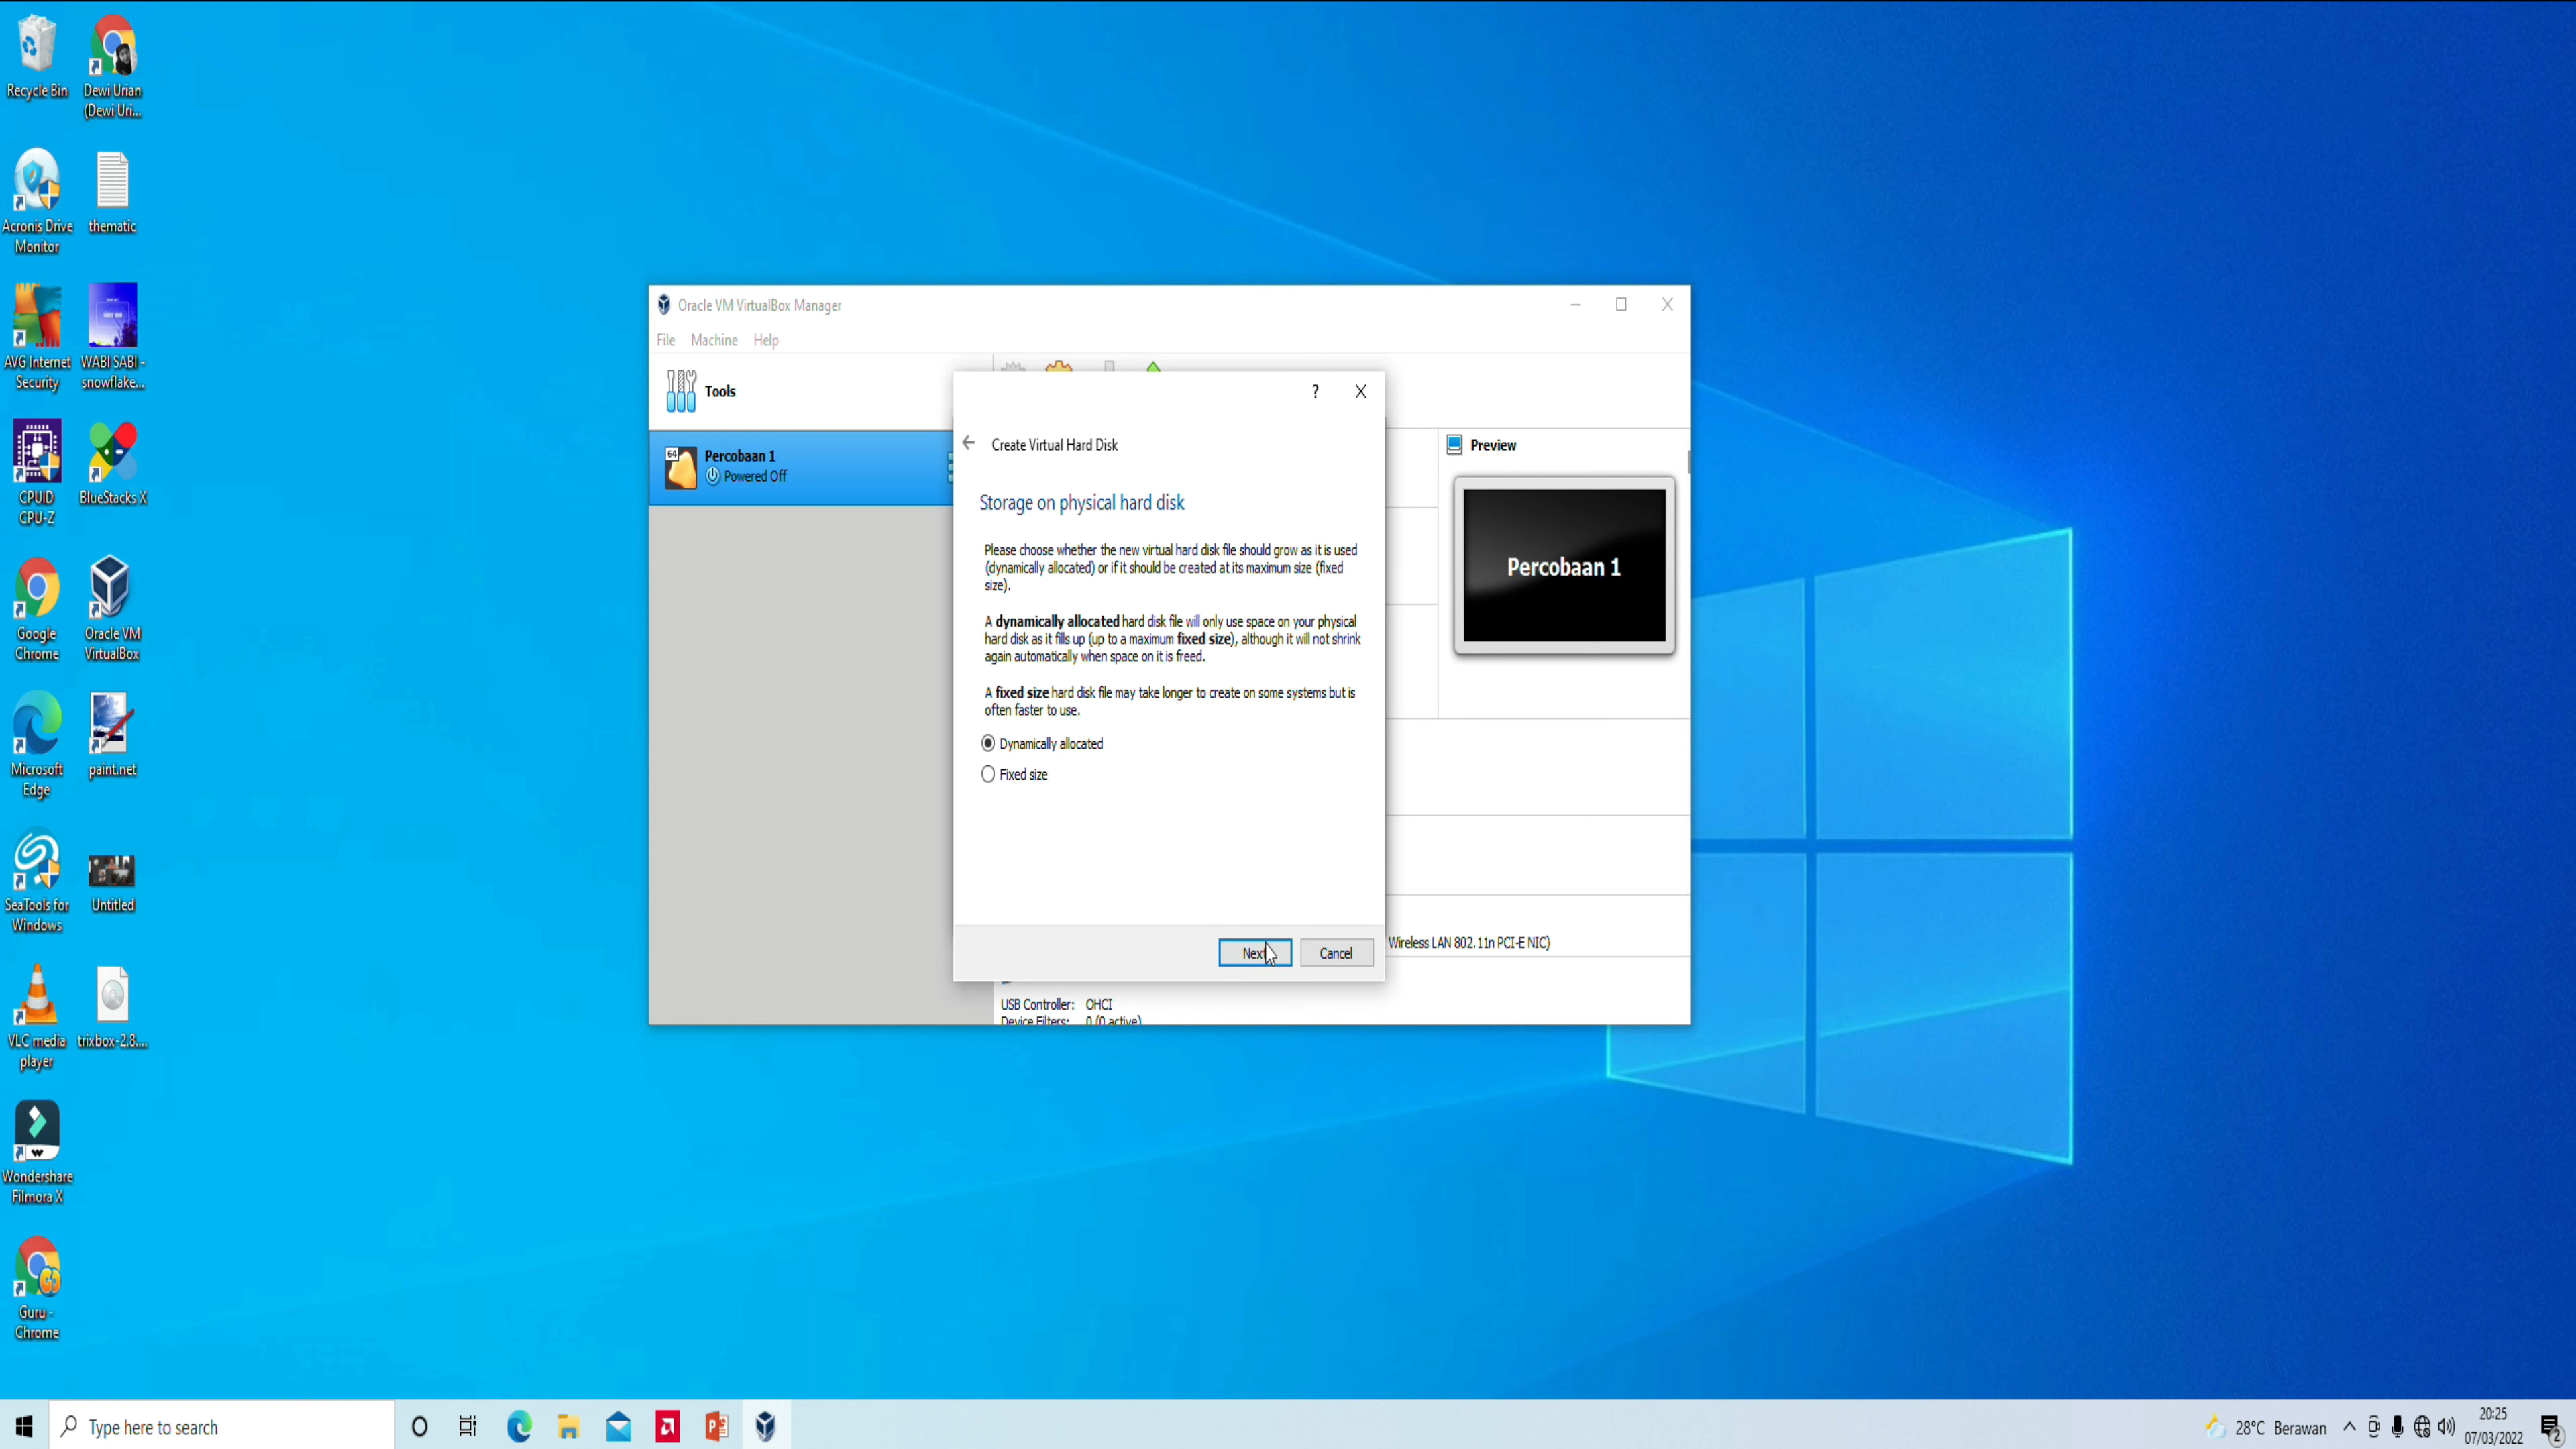 Recycle Bin
Dewi Urian
(Dewi Uri...
Acronis Drive
Monitor
thematic
AVG Internet
Security
WABI SABI -
snowflake...
CPUID
CPU-Z
BlueStacks X
Google
Chrome
Oracle VM
VirtualBox
Microsoft
Edge
paint.net
SeaTools for
Windows
Untitled
VLC media
player
trixbox-2.8....
Wondershare
Filmora X
Guru -
Chrome
Oracle VM VirtualBox Manager
File Machine Help
Tools
64
Percobaan 1
Powered Off
?
Create Virtual Hard Disk
Storage on physical hard disk
Please choose whether the new virtual hard disk file should grow as it is used
(dynamically allocated) or if it should be created at its maximum size (fixed
size).
A dynamically allocated hard disk file will only use space on your physical
hard disk as it fills up (up to a maximum fixed size), although it will not shrink
again automatically when space on it is freed.
A fixed size hard disk file may take longer to create on some systems but is
often faster to use.
Dynamically allocated
Fixed size
Next
Cancel
Preview
Percobaan 1
Wireless LAN 802.11n PCI-E NIC)
USB Controller: OHCI
Device Filters: 0 (0 active)
Type here to search
28°C Berawan
20:25
07/03/2022
2